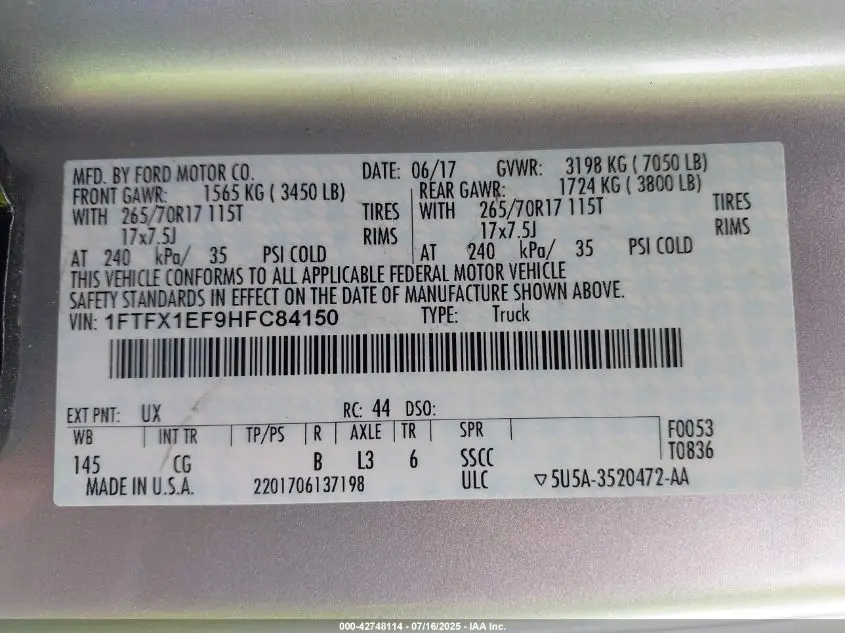 MFD. BY FORD MOTOR CO. DATE: 06/17 GVWR: 3198 KG ( 7050 LB)
FRONT GAWR: 1565 KG ( 3450 LB) REAR GAWR: 1724 KG ( 3800 LB)
WITH 265/70R17 115T TIRES WITH 265/70R17 115T TIRES
17x7.5J RIMS 17x7.5J RIMS
AT 240 kPa/ 35 PSI COLD AT 240 kPa/ 35 PSI COLD
THIS VEHICLE CONFORMS TO ALL APPLICABLE FEDERAL MOTOR VEHICLE
SAFETY STANDARDS IN EFFECT ON THE DATE OF MANUFACTURE SHOWN ABOVE.
VIN: 1FTFX1EF9HFC84150 TYPE: Truck
EXT PNT: UX RC: 44 DSO:
WB INT TR TP/PS R AXLE TR SPR F0053
145 CG B L3 6 SSCC T0836
MADE IN U.S.A. 2201706137198 ULC ▽5U5A-3520472-AA
000-42748114 - 07/16/2025 - IAA Inc.